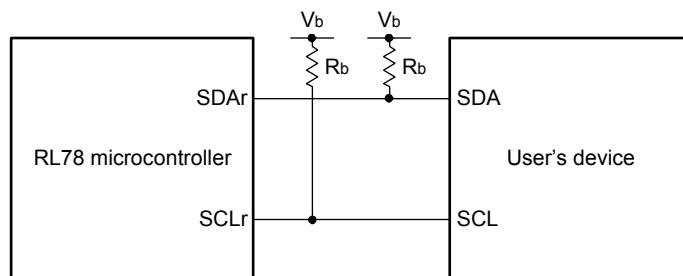 Vb Vb
Rb Rb
SDAr SDA
RL78 microcontroller User's device
SCLr SCL